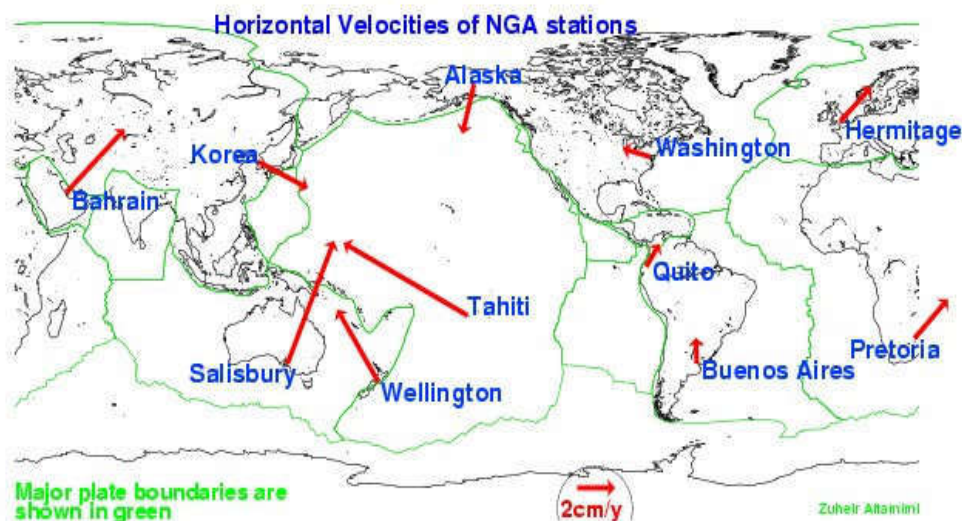 Horizontal Velocities of NGA stations
Alaska
Hermitage
Korea
Washington
Bahrain
Quito
Tahiti
Pretoria
Salisbury
Wellington
Buenos Aires
Major plate boundaries are
shown in green
2cm/y
Zuheir Altamimi